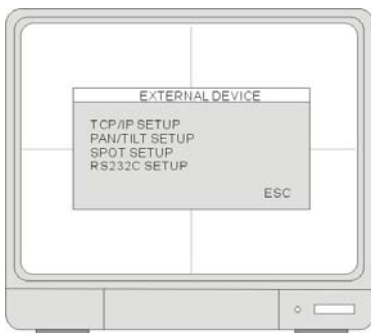 EXTERNAL DEVICE
TCP/IP SETUP
PAN/TILT SETUP
SPOT SETUP
RS232C SETUP
ESC